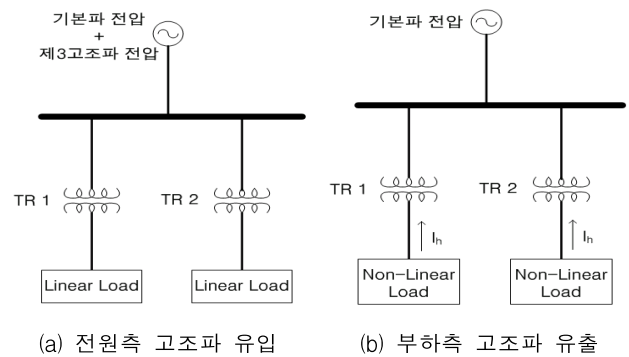 기본파 전압
+
제3고조파 전압
TR 1
TR 2
Linear Load
Linear Load
(a) 전원측 고조파 유입
기본파 전압
TR 1
TR 2
Ih
Ih
Non-Linear
Load
Non-Linear
Load
(b) 부하측 고조파 유출